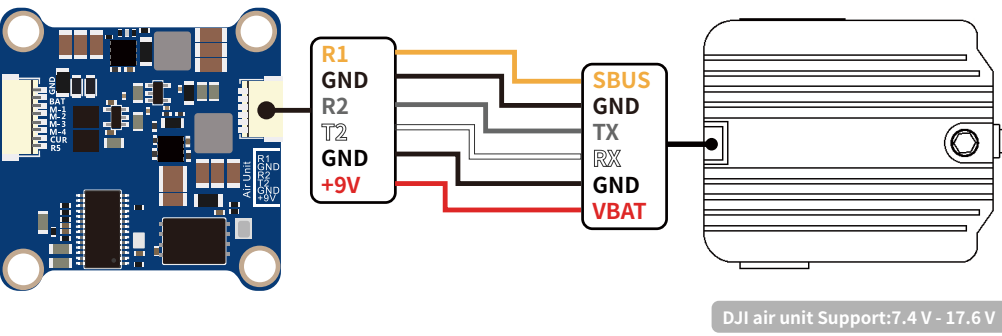 GND
BAT
M-1
M-2
M-3
M-4
CUR
R5
Air Unit
R1
GND
R2
T2
GND
+9V
R1
GND
R2
T2
GND
+9V
SBUS
GND
TX
RX
GND
VBAT
DJI air unit Support:7.4 V - 17.6 V